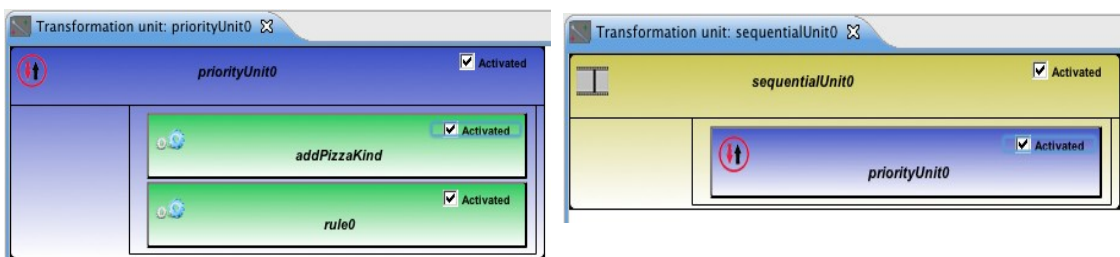 Transformation unit: priorityUnit0
priorityUnit0
Activated
Activated
addPizzaKind
Activated
rule0
Transformation unit: sequentialUnit0
sequentialUnit0
Activated
Activated
priorityUnit0